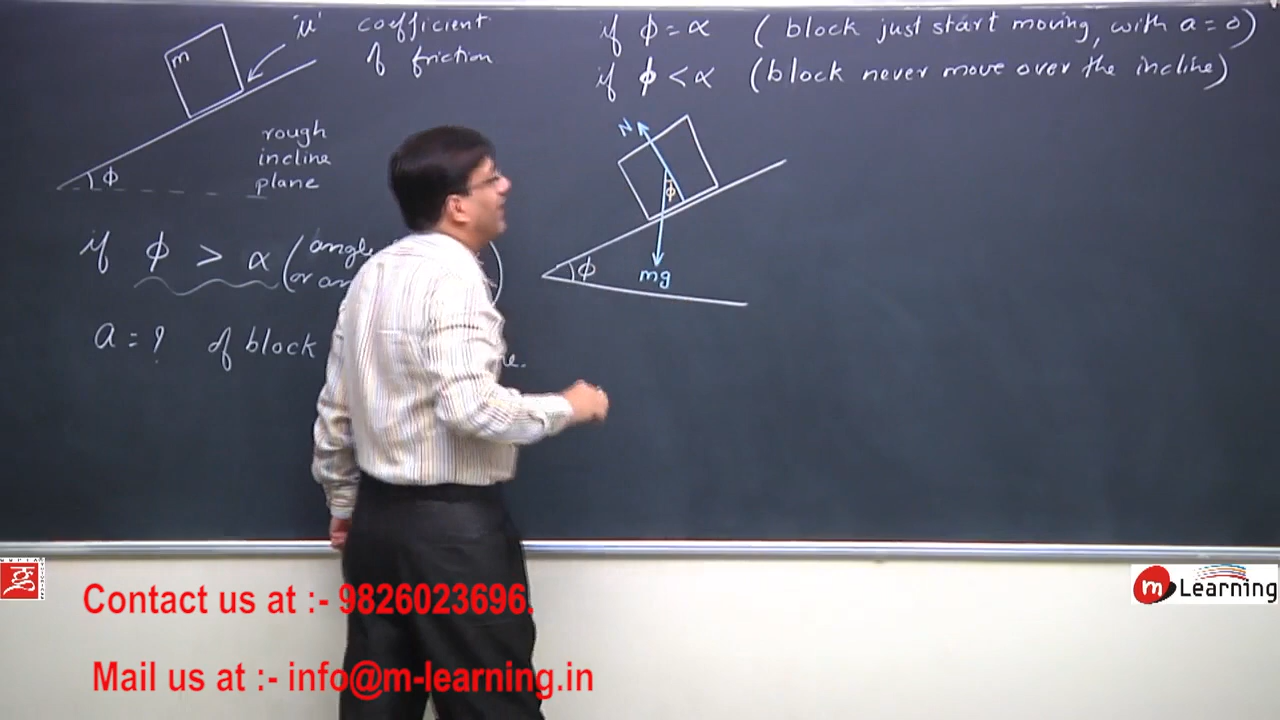 m
'μ' coefficient
of friction
rough
incline
plane
φ
if φ > α (angle
or
a = ? of block
if φ = α (block just start moving, with a = 0)
if φ < α (block never move over the incline)
N
φ
φ
mg
Contact us at :- 9826023696.
Mail us at :- info@m-learning.in
m Learning